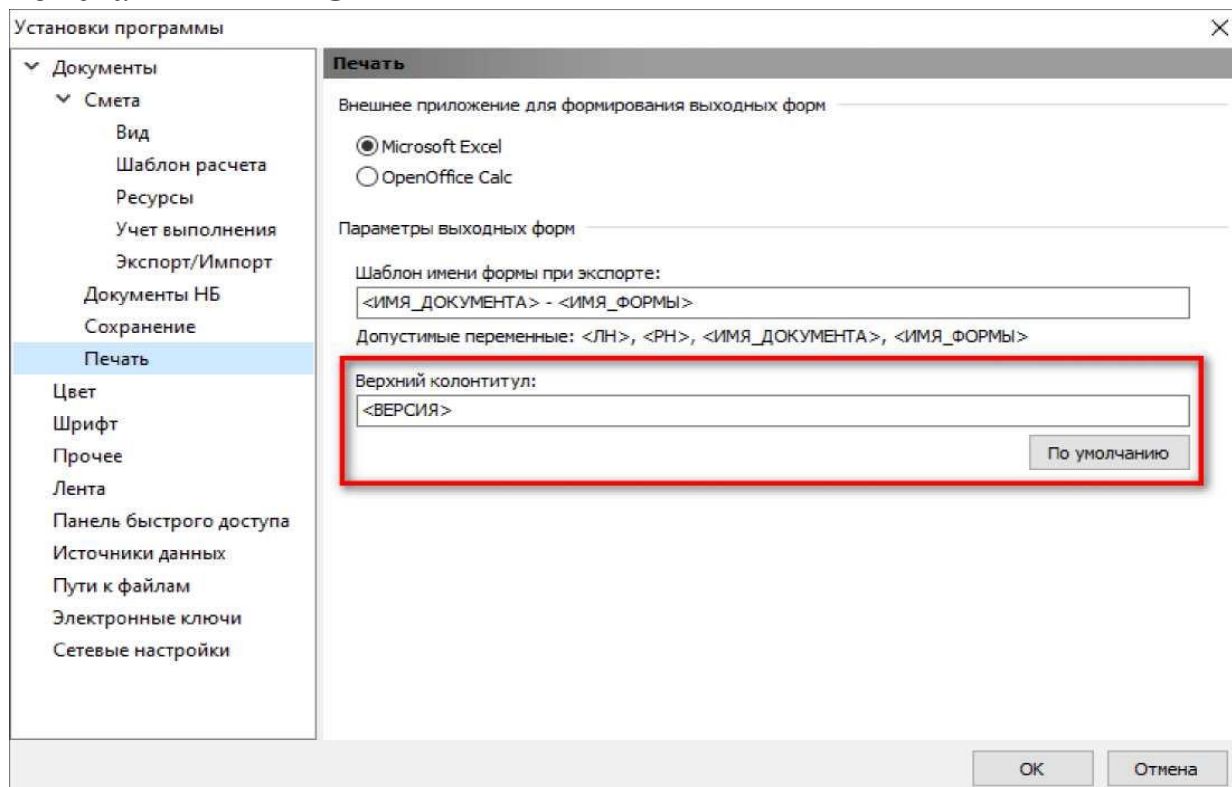 Установки программы
Документы
Смета
Вид
Шаблон расчета
Ресурсы
Учет выполнения
Экспорт/Импорт
Документы НБ
Сохранение
Печать
Цвет
Шрифт
Прочее
Лента
Панель быстрого доступа
Источники данных
Пути к файлам
Электронные ключи
Сетевые настройки
Печать
Внешнее приложение для формирования выходных форм
Microsoft Excel
OpenOffice Calc
Параметры выходных форм
Шаблон имени формы при экспорте:
<ИМЯ_ДОКУМЕНТА> - <ИМЯ_ФОРМЫ>
Допустимые переменные: <ЛН>, <РН>, <ИМЯ_ДОКУМЕНТА>, <ИМЯ_ФОРМЫ>
Верхний колонтитул:
<ВЕРСИЯ>
По умолчанию
ОК
Отмена